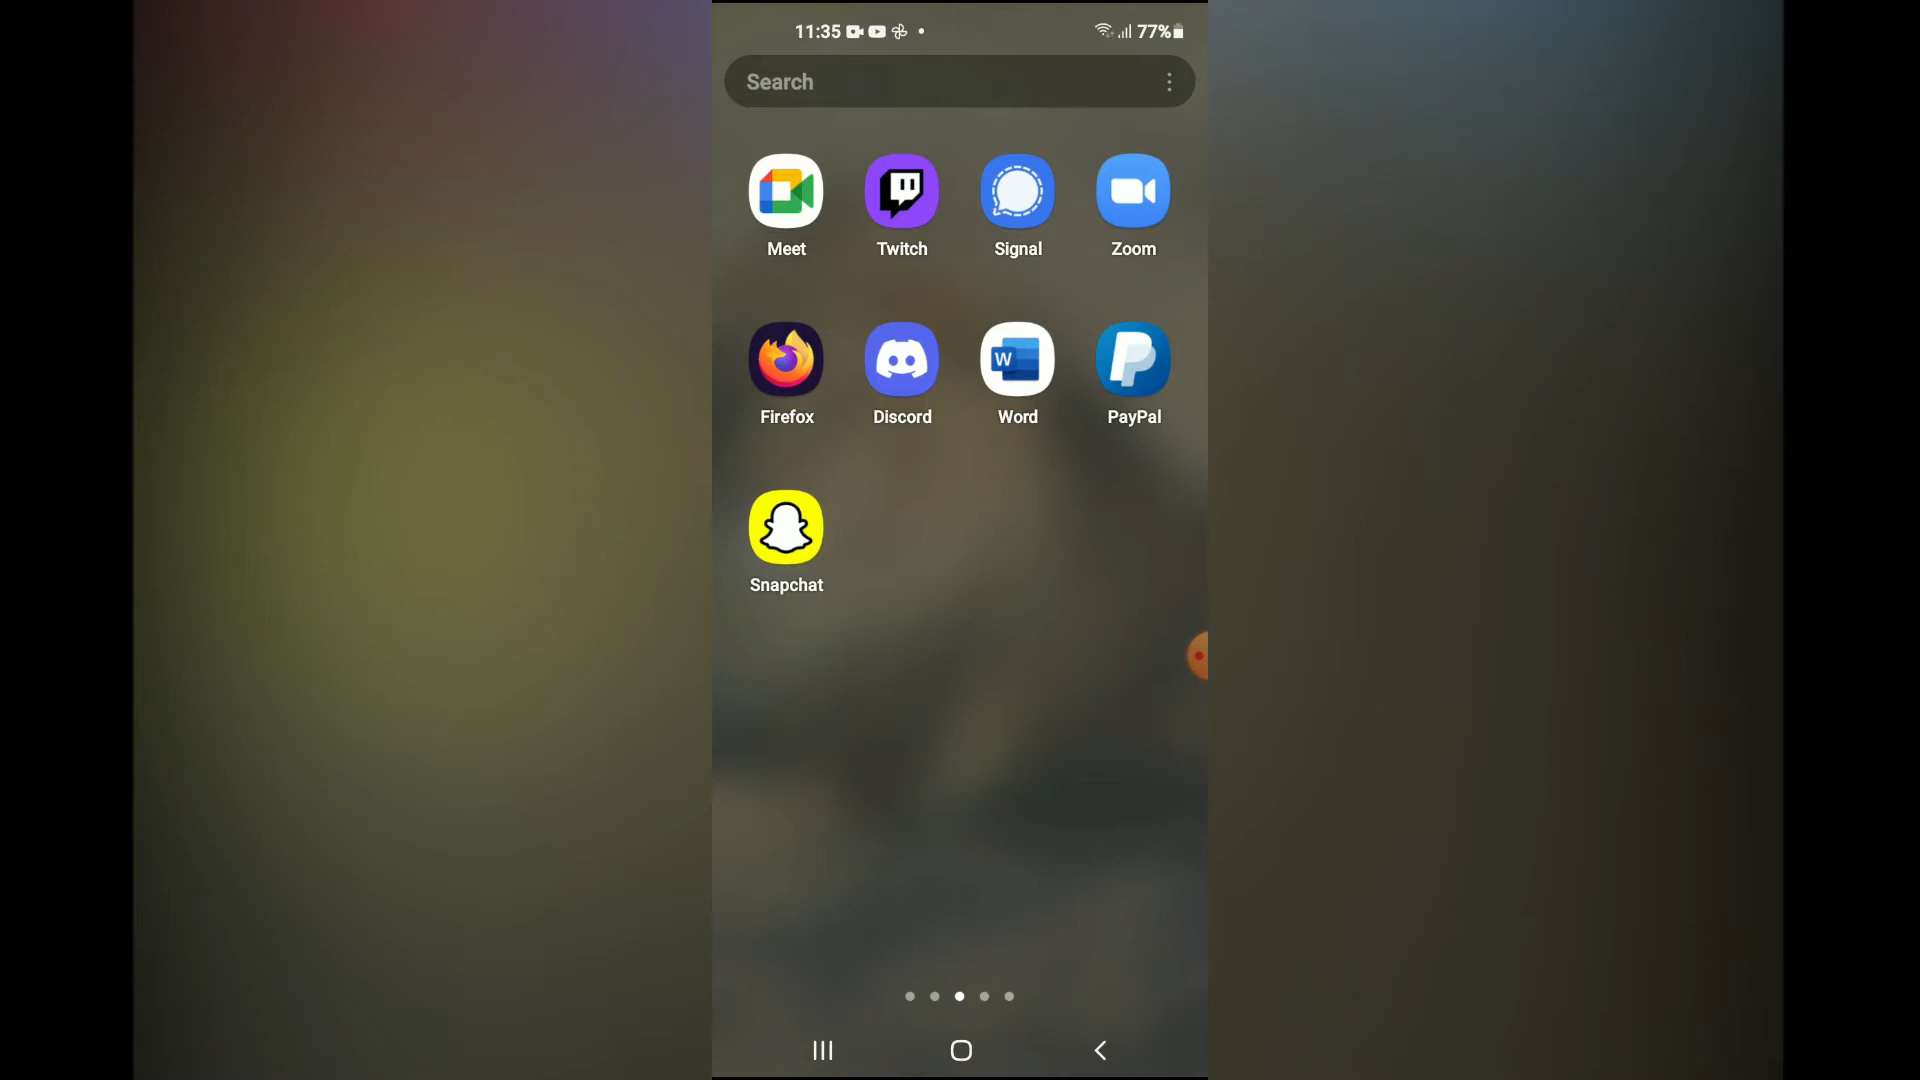 11:35 77%
Search
Meet Twitch Signal Zoom
Firefox Discord W Word PayPal
Snapchat